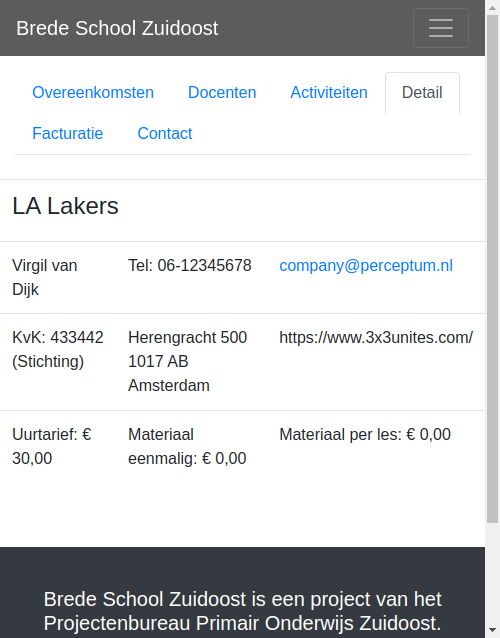 Brede School Zuidoost
Overeenkomsten Docenten Activiteiten Detail
Facturatie Contact
LA Lakers
Virgil van
Dijk
Tel: 06-12345678
company@perceptum.nl
KvK: 433442
(Stichting)
Herengracht 500
1017 AB
Amsterdam
https://www.3x3unites.com/
Uurtarief: €
30,00
Materiaal
eenmalig: € 0,00
Materiaal per les: € 0,00
Brede School Zuidoost is een project van het
Projectenbureau Primair Onderwijs Zuidoost.